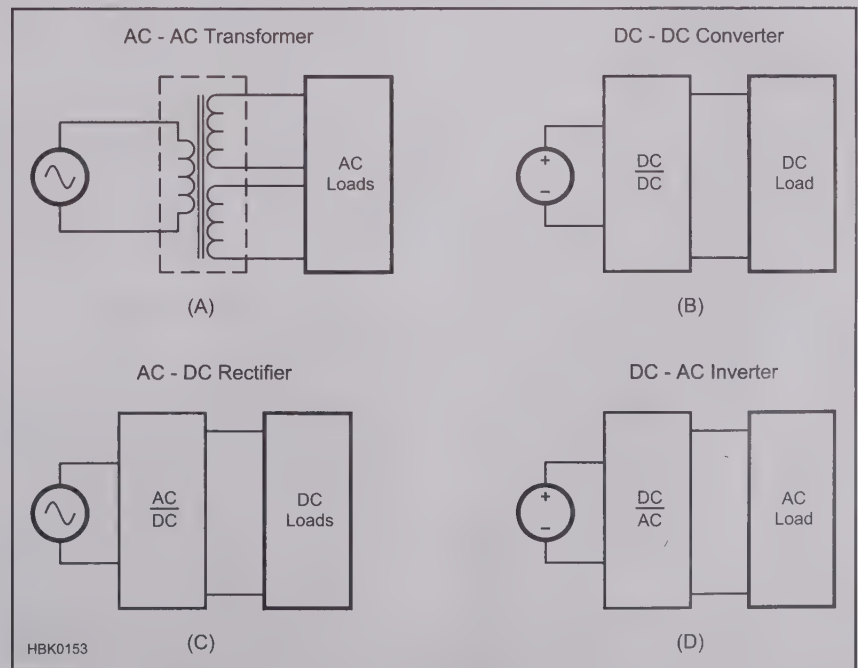 AC - AC Transformer
AC
Loads
(A)
DC - DC Converter
+
−
DC
DC
DC
Load
(B)
AC - DC Rectifier
AC
DC
DC
Loads
(C)
DC - AC Inverter
+
−
DC
AC
AC
Load
(D)
HBK0153